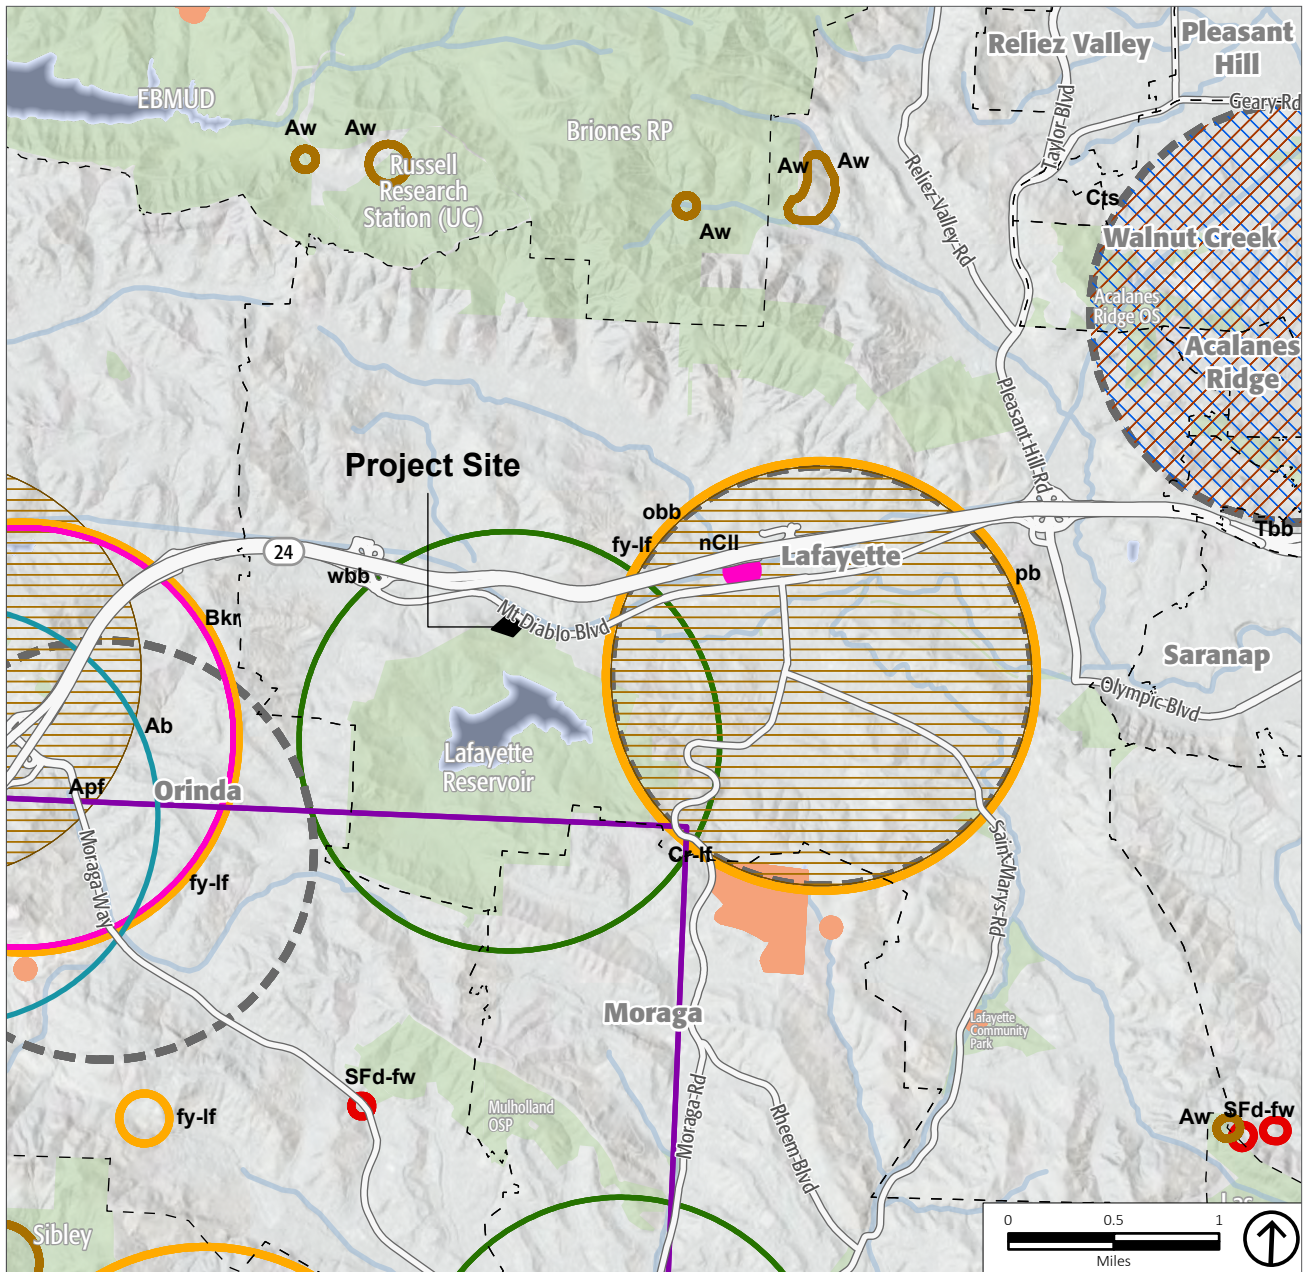 Reliez Valley
Pleasant
Hill
EBMUD
Geary Rd
Aw
Aw
Briones RP
Taylor Blvd
Russell
Research
Station (UC)
Aw
Aw
Reliez Valley Rd
Cts
Aw
Walnut Creek
Acalanes
Ridge OS
Acalanes
Ridge
Pleasant Hill Rd
Project Site
obb
24
fy-lf
nCll
Lafayette
Tbb
wbb
pb
Bkr
Mt Diablo Blvd
Saranap
Olympic Blvd
Ab
Lafayette
Reservoir
Apf
Orinda
Moraga Way
Cr-lf
Saint Marys Rd
fy-lf
Moraga
Lafayette
Community
Park
SFd-fw
fy-lf
Mulholland
OSP
Moraga Rd
Rheem Blvd
Aw
SFd-fw
Las
Sibley
0 0.5 1
Miles